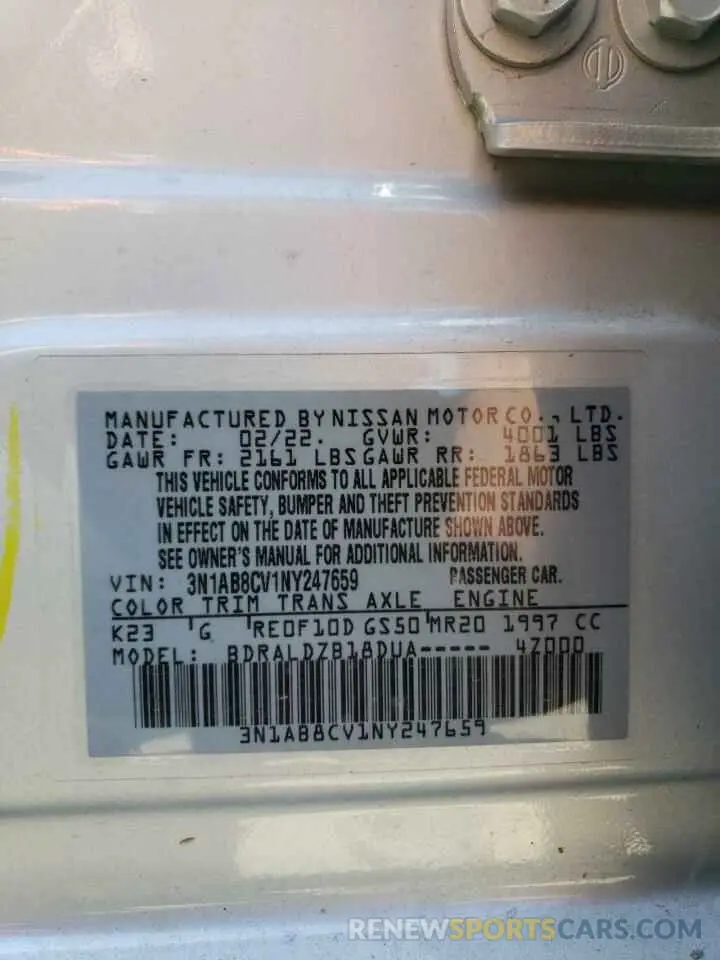 MANUFACTURED BY NISSAN MOTOR CO., LTD.
DATE: 02/22. GVWR: 4001 LBS
GAWR FR: 2161 LBS GAWR RR: 1863 LBS
THIS VEHICLE CONFORMS TO ALL APPLICABLE FEDERAL MOTOR
VEHICLE SAFETY, BUMPER AND THEFT PREVENTION STANDARDS
IN EFFECT ON THE DATE OF MANUFACTURE SHOWN ABOVE.
SEE OWNER'S MANUAL FOR ADDITIONAL INFORMATION.
VIN: 3N1AB8CV1NY247659 PASSENGER CAR.
COLOR TRIM TRANS AXLE ENGINE
K23 G RE0F10D GS50 MR20 1997 CC
MODEL: BDRALDZB18DUA----- 4Z000
3N1AB8CV1NY247659
RENEWSPORTSCARS.COM